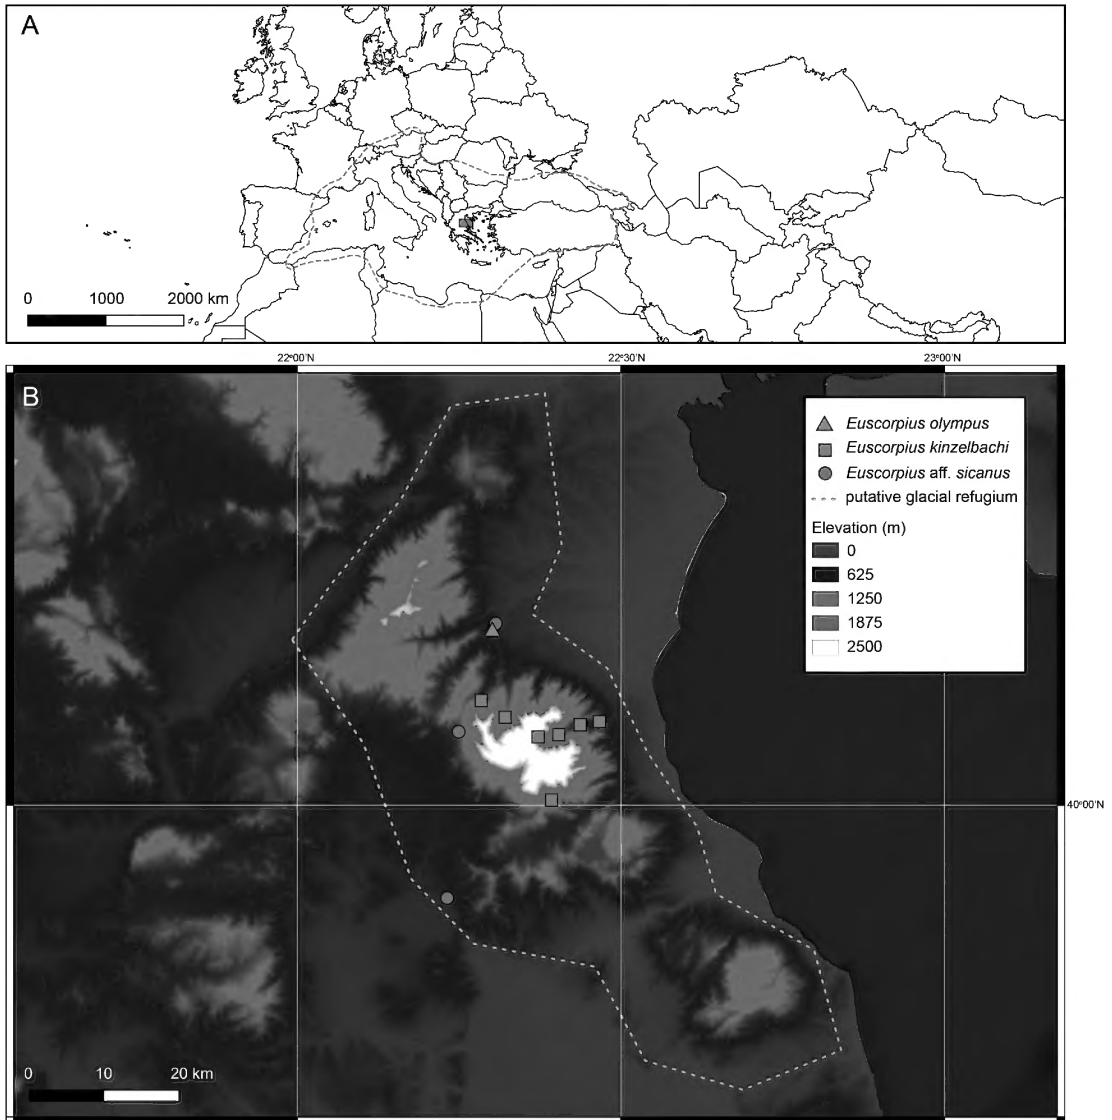 A
0 1000 2000 km
22°00'N 22°30'N 23°00'N
B
Euscorpius olympus
Euscorpius kinzelbachi
Euscorpius aff. sicanus
putative glacial refugium
Elevation (m)
0
625
1250
1875
2500
40°00'N
0 10 20 km